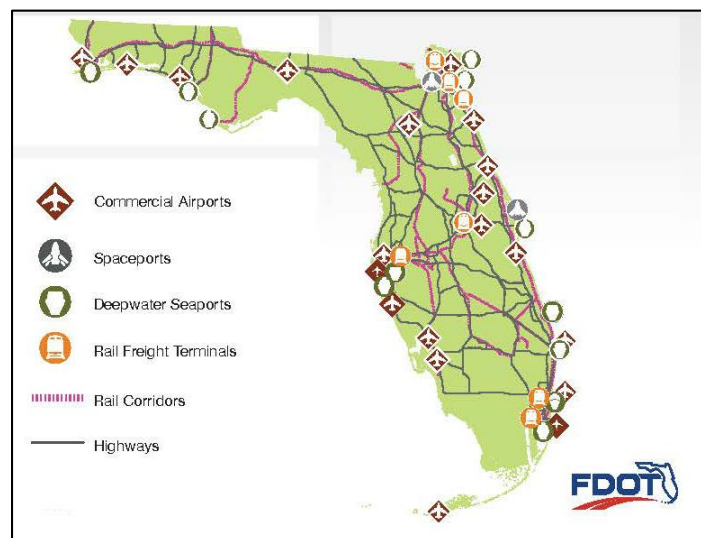 Commercial Airports
Spaceports
Deepwater Seaports
Rail Freight Terminals
Rail Corridors
Highways
FDOT